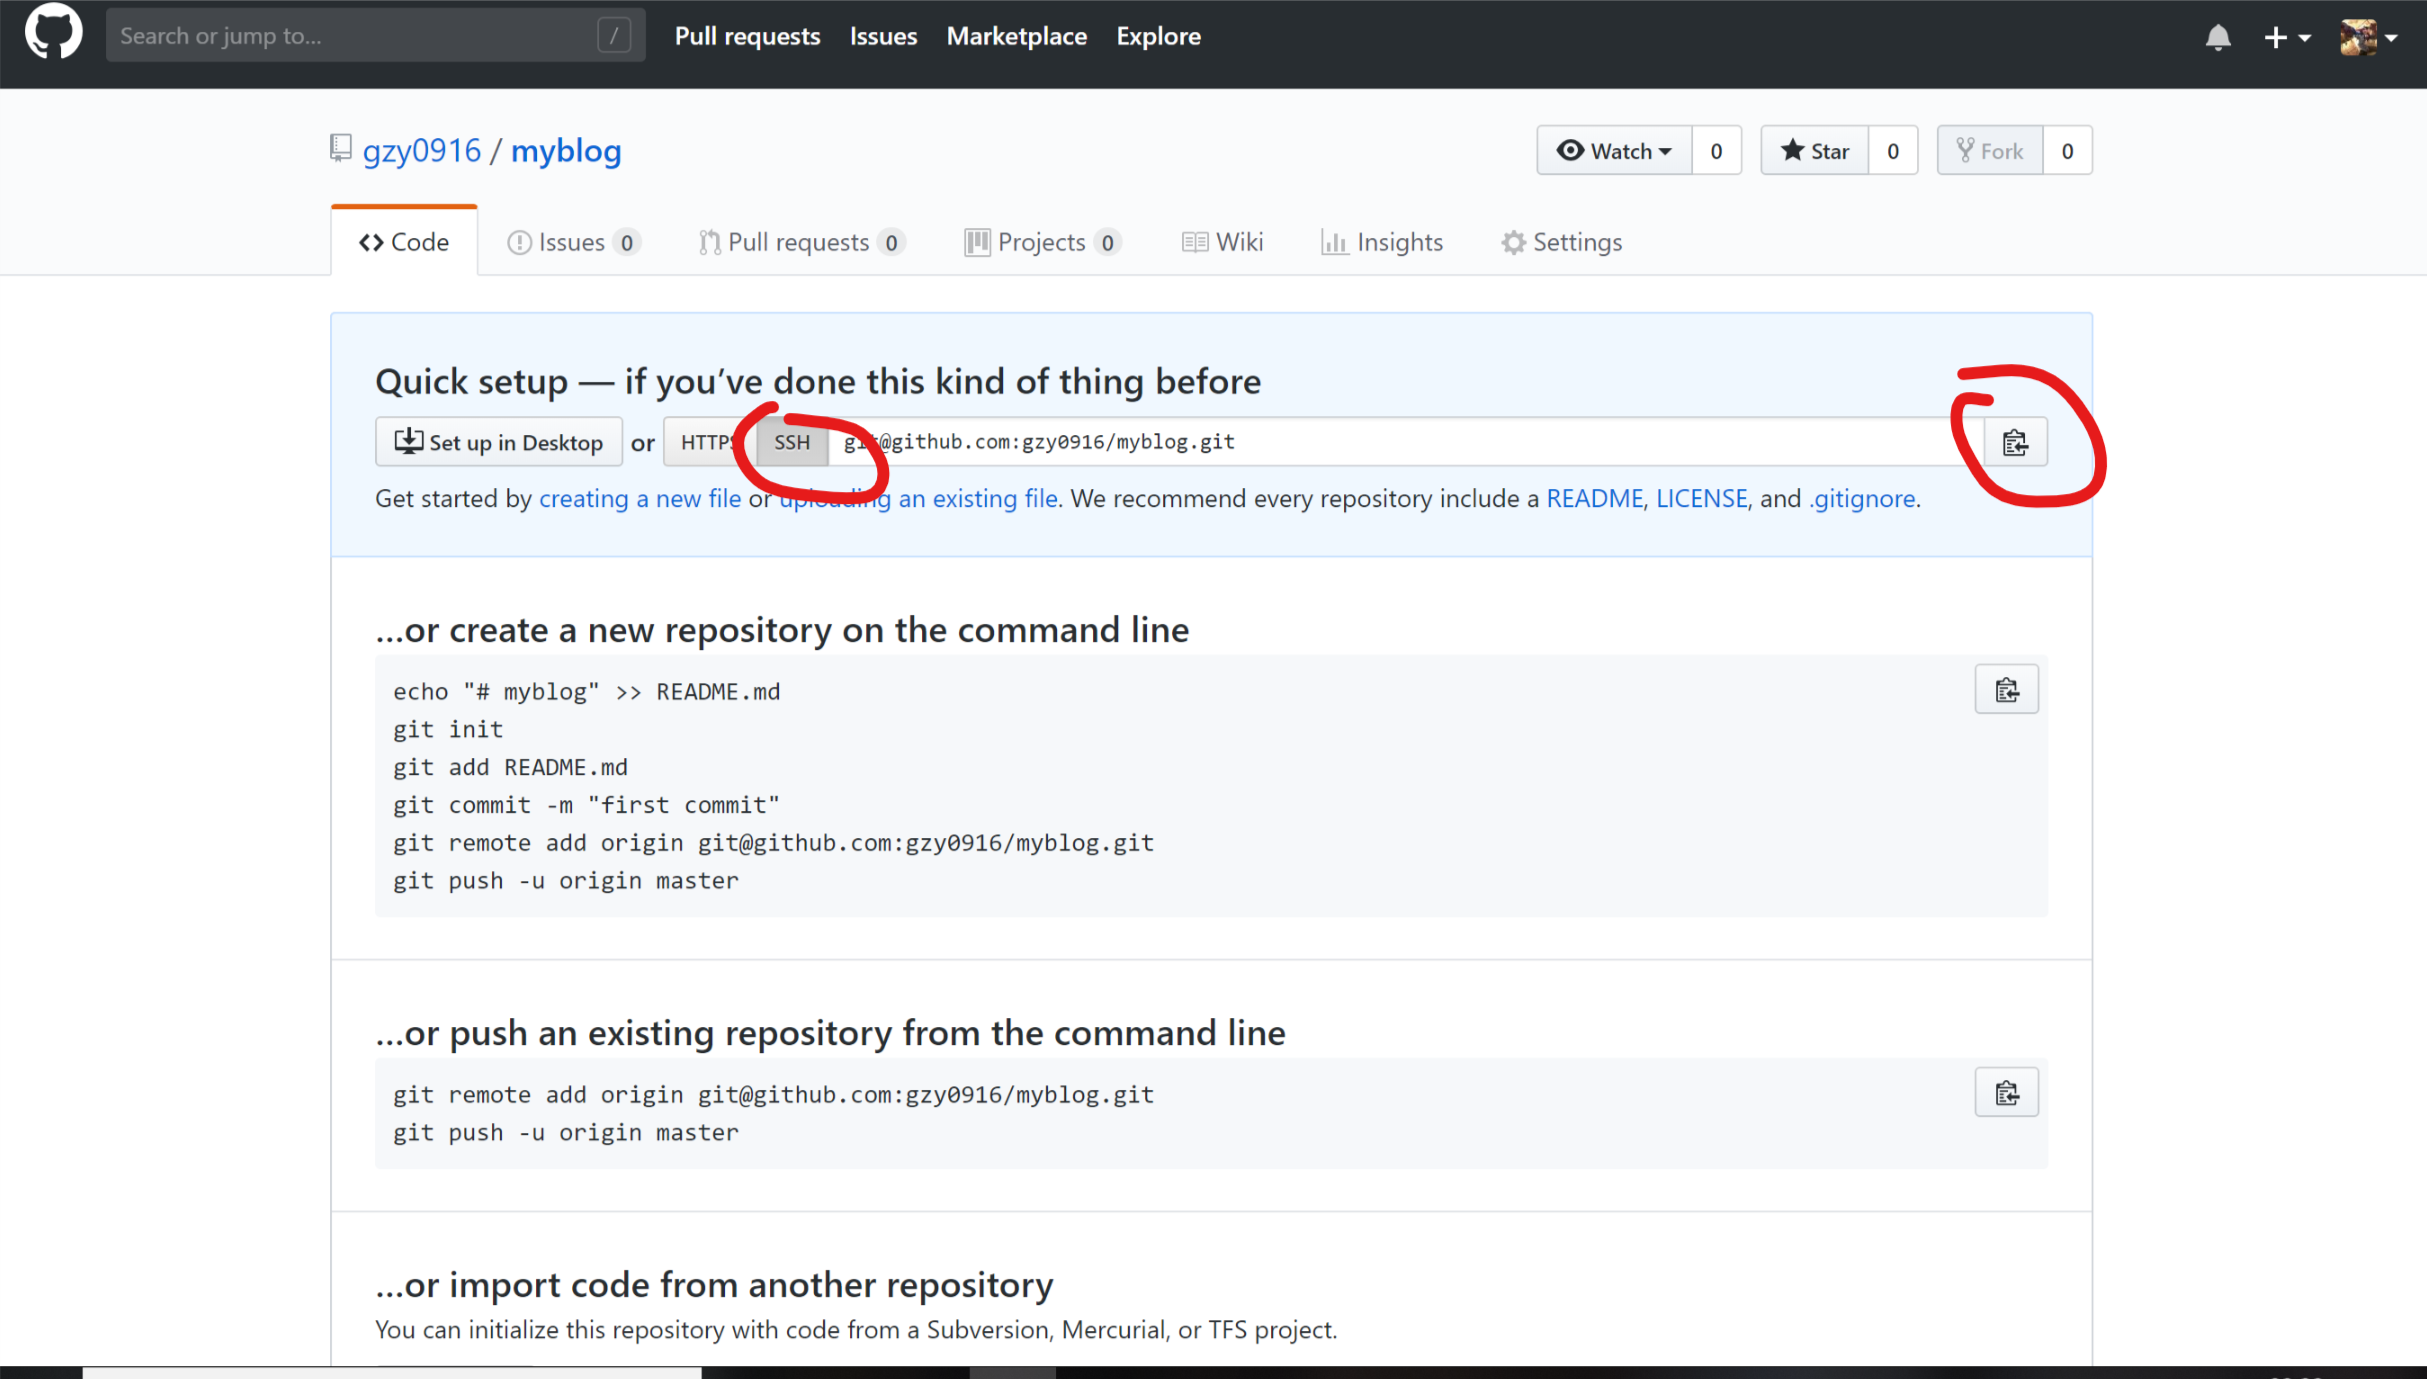 Search or jump to... / Pull requests Issues Marketplace Explore
gzy0916 / myblog Watch 0 Star 0 Fork 0
Code Issues 0 Pull requests 0 Projects 0 Wiki Insights Settings
Quick setup — if you’ve done this kind of thing before
Set up in Desktop or HTTPS SSH git@github.com:gzy0916/myblog.git
Get started by creating a new file or uploading an existing file. We recommend every repository include a README, LICENSE, and .gitignore.
…or create a new repository on the command line
echo "# myblog" >> README.md
git init
git add README.md
git commit -m "first commit"
git remote add origin git@github.com:gzy0916/myblog.git
git push -u origin master
…or push an existing repository from the command line
git remote add origin git@github.com:gzy0916/myblog.git
git push -u origin master
…or import code from another repository
You can initialize this repository with code from a Subversion, Mercurial, or TFS project.